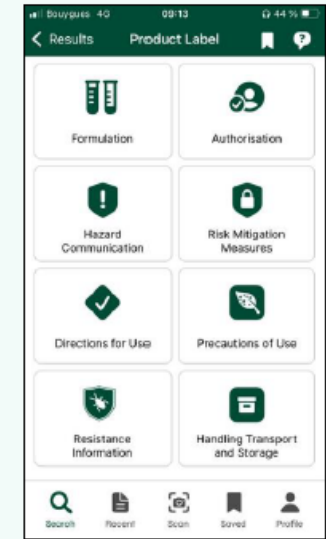 Bouygues 4G 09:13 44 %
Results Product Label
Formulation
Authorisation
Hazard
Communication
Risk Mitigation
Measures
Directions for Use
Precautions of Use
Resistance
Information
Handling Transport
and Storage
Search Recent Scan Saved Profile